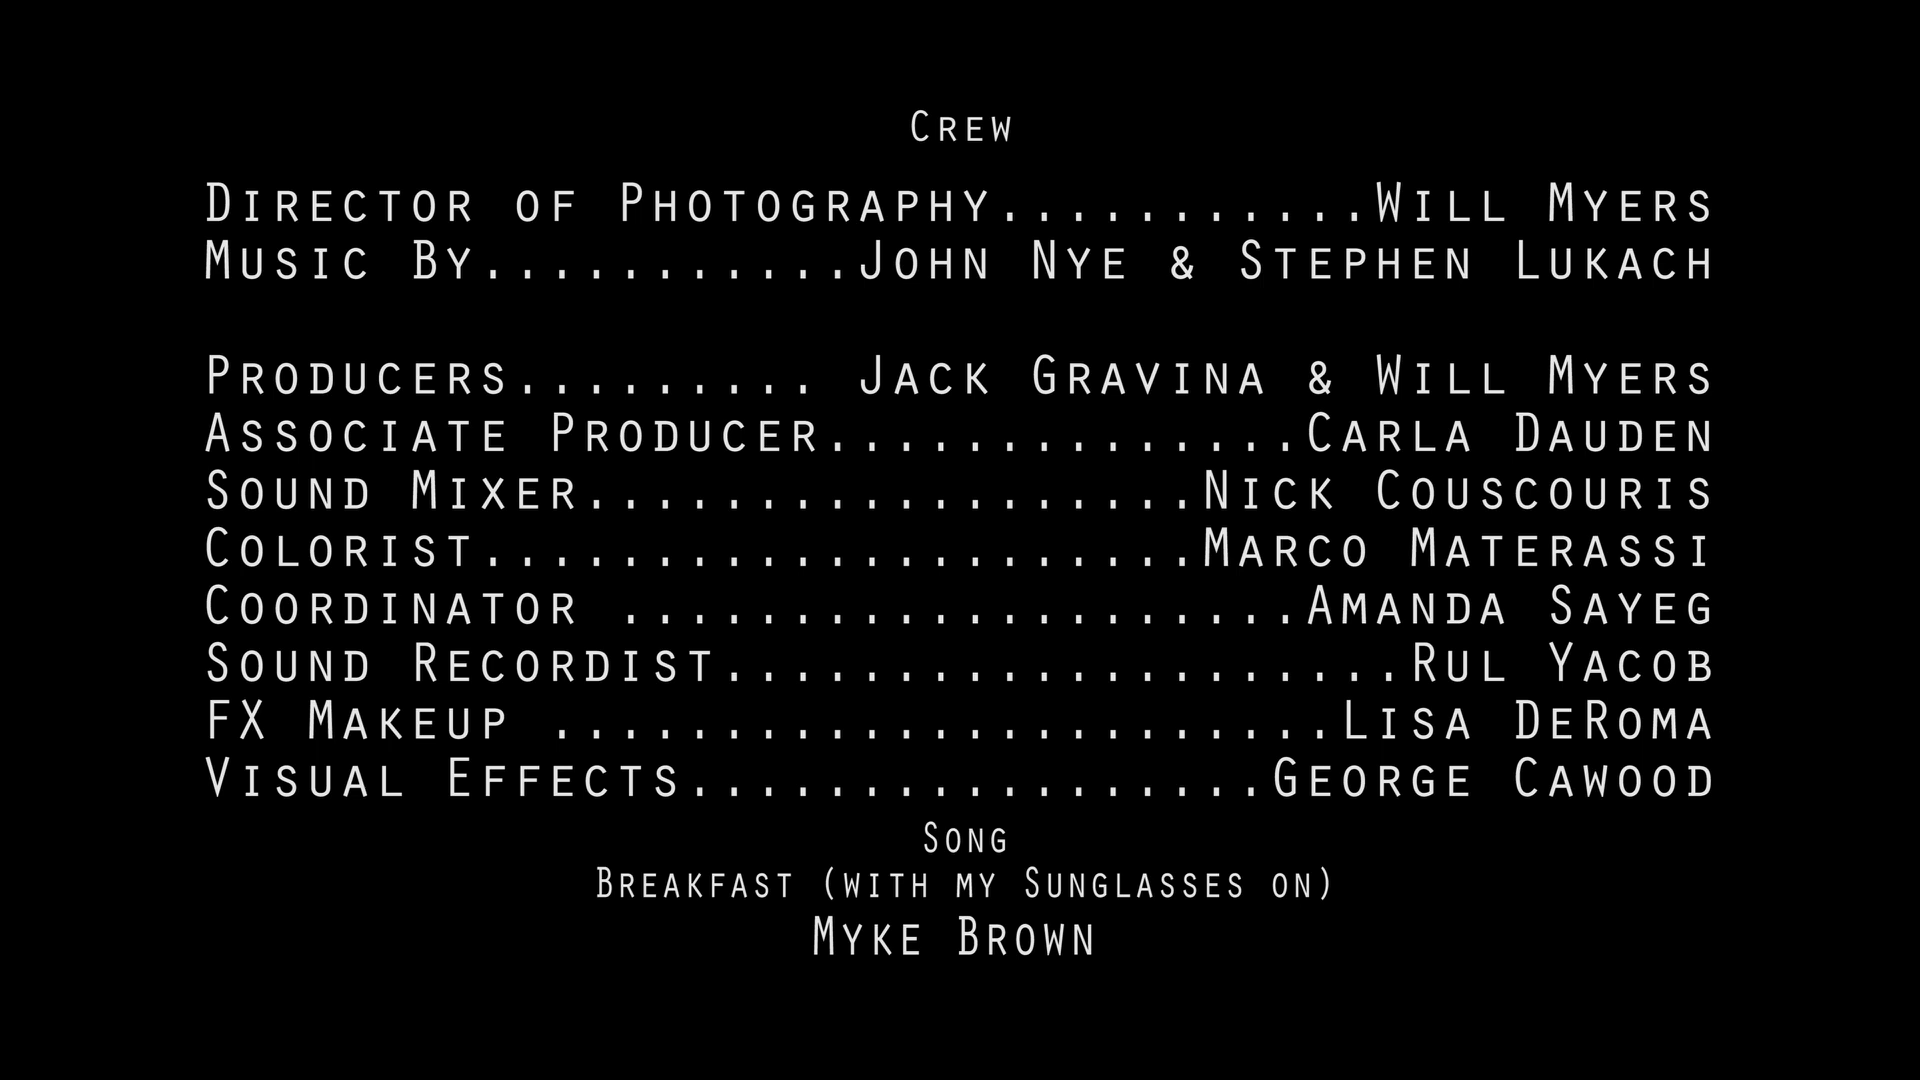 Crew
Director of Photography...........Will Myers
Music By...........John Nye & Stephen Lukach
Producers......... Jack Gravina & Will Myers
Associate Producer..............Carla Dauden
Sound Mixer..................Nick Couscouris
Colorist.....................Marco Materassi
Coordinator ....................Amanda Sayeg
Sound Recordist....................Rul Yacob
FX Makeup .......................Lisa DeRoma
Visual Effects.................George Cawood
Song
Breakfast (with my Sunglasses on)
Myke Brown